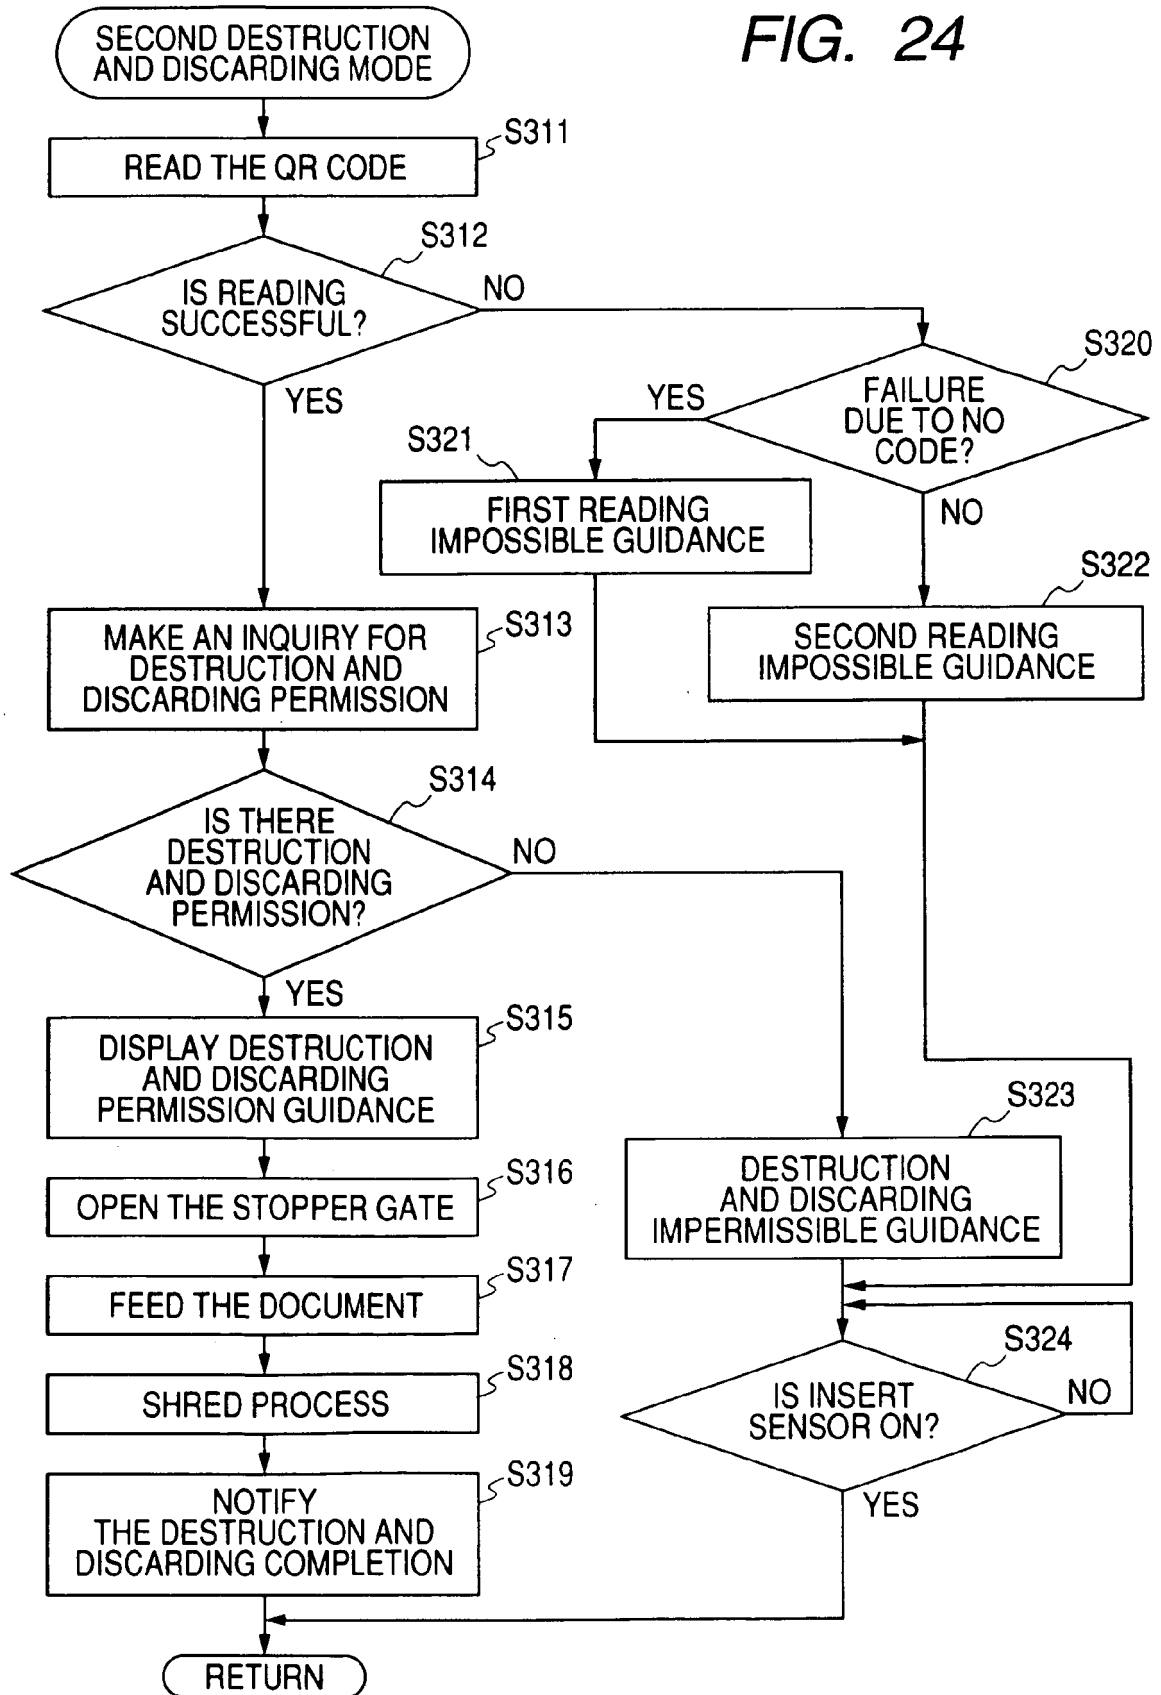 FIG. 24
SECOND DESTRUCTION
AND DISCARDING MODE
S311
READ THE QR CODE
S312
IS READING
SUCCESSFUL?
NO
YES
S320
FAILURE
DUE TO NO
CODE?
YES
NO
S321
FIRST READING
IMPOSSIBLE GUIDANCE
S322
SECOND READING
IMPOSSIBLE GUIDANCE
S313
MAKE AN INQUIRY FOR
DESTRUCTION AND
DISCARDING PERMISSION
S314
IS THERE
DESTRUCTION
AND DISCARDING
PERMISSION?
NO
YES
S315
DISPLAY DESTRUCTION
AND DISCARDING
PERMISSION GUIDANCE
S316
OPEN THE STOPPER GATE
S317
FEED THE DOCUMENT
S318
SHRED PROCESS
S319
NOTIFY
THE DESTRUCTION AND
DISCARDING COMPLETION
S323
DESTRUCTION
AND DISCARDING
IMPERMISSIBLE GUIDANCE
S324
IS INSERT
SENSOR ON?
NO
YES
RETURN